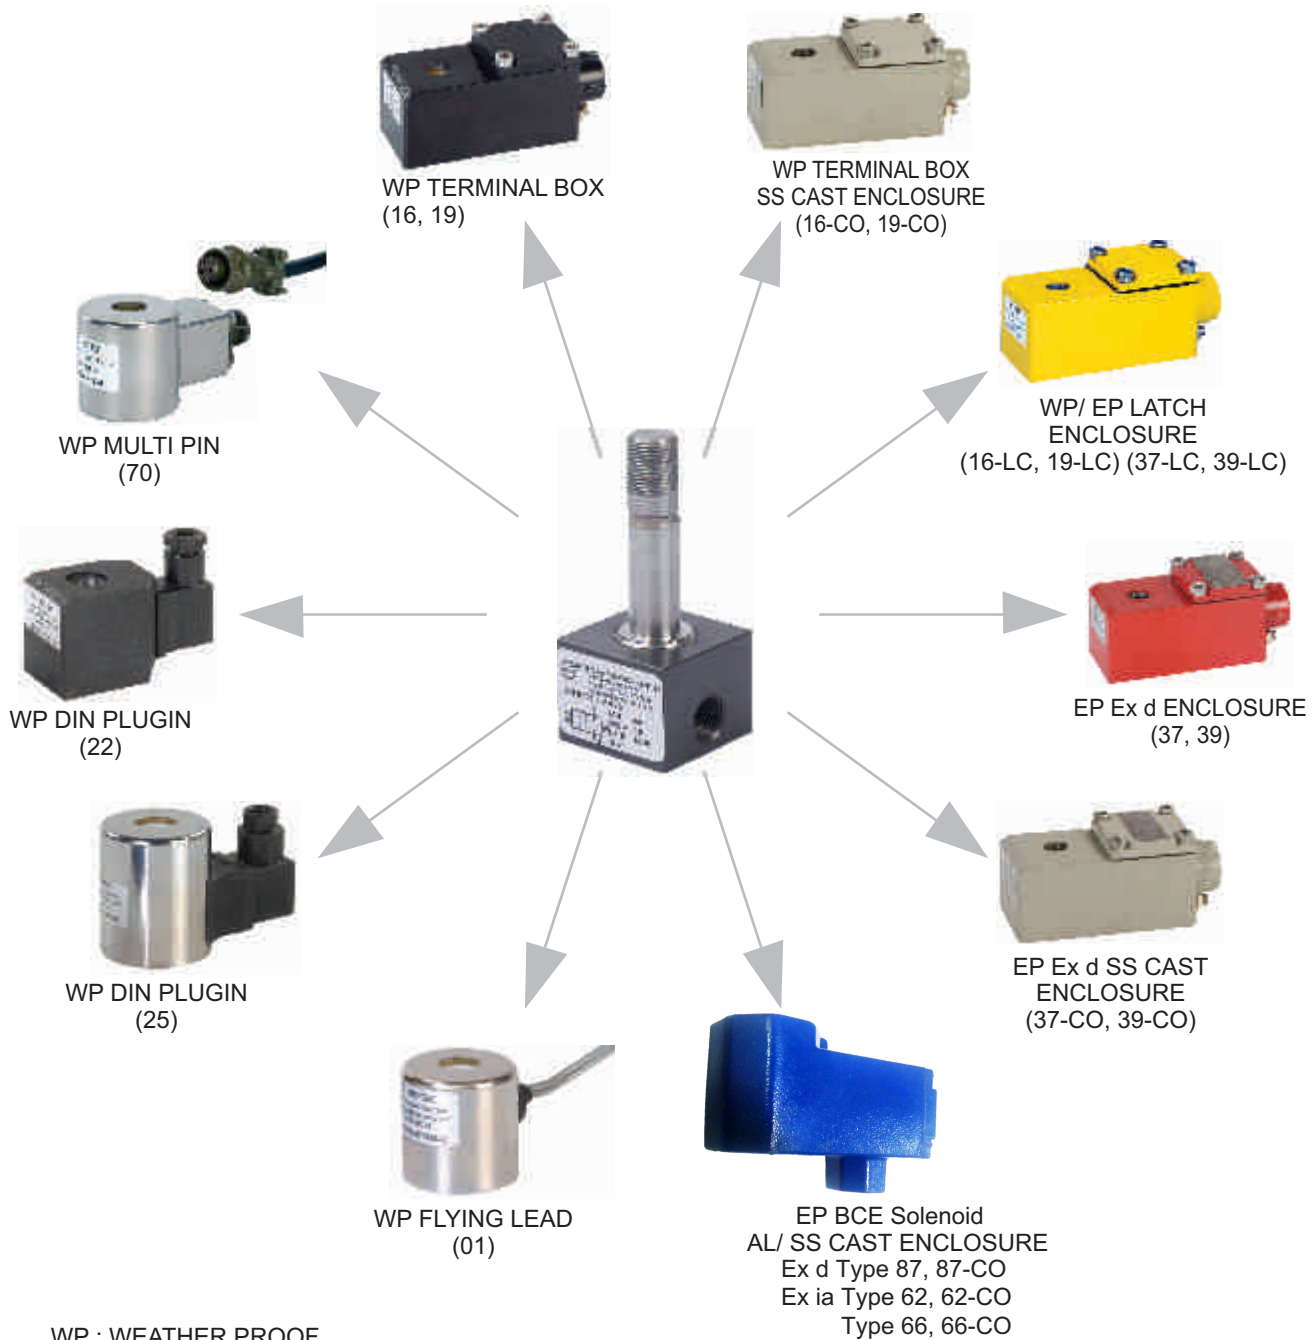 WP TERMINAL BOX
(16, 19)
WP TERMINAL BOX
SS CAST ENCLOSURE
(16-CO, 19-CO)
WP MULTI PIN
(70)
WP/ EP LATCH
ENCLOSURE
(16-LC, 19-LC) (37-LC, 39-LC)
WP DIN PLUGIN
(22)
EP Ex d ENCLOSURE
(37, 39)
WP DIN PLUGIN
(25)
EP Ex d SS CAST
ENCLOSURE
(37-CO, 39-CO)
WP FLYING LEAD
(01)
EP BCE Solenoid
AL/ SS CAST ENCLOSURE
Ex d Type 87, 87-CO
Ex ia Type 62, 62-CO
Type 66, 66-CO
WP : WEATHER PROOF